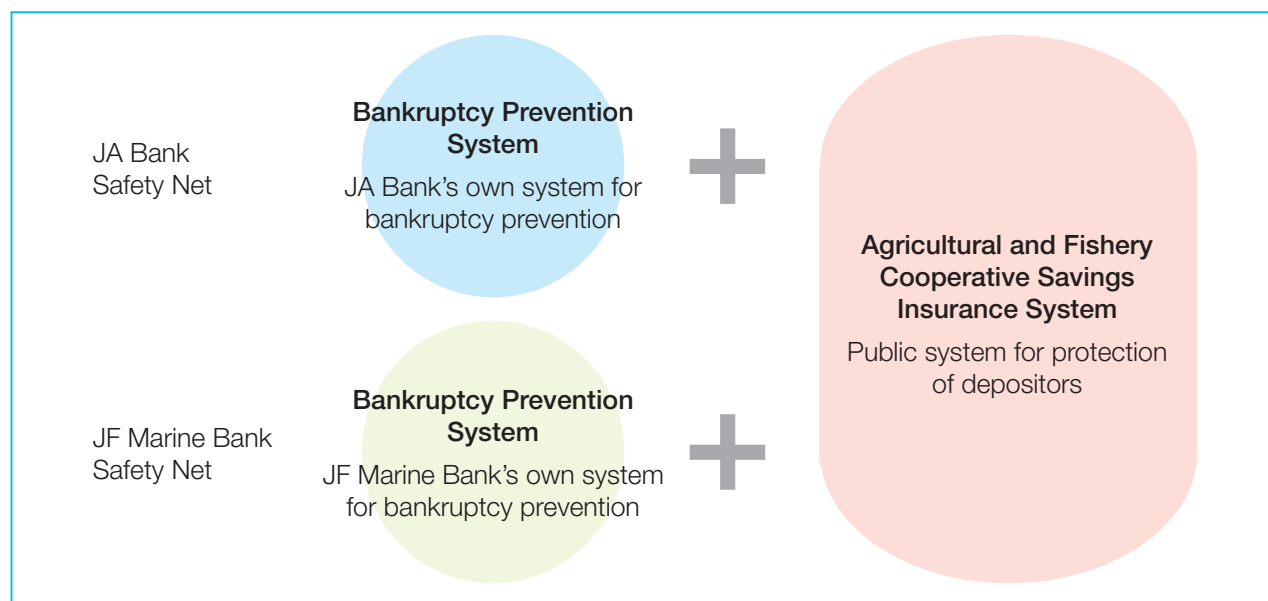 JA Bank
Safety Net
Bankruptcy Prevention
System
JA Bank’s own system for
bankruptcy prevention
JF Marine Bank
Safety Net
Bankruptcy Prevention
System
JF Marine Bank’s own system
for bankruptcy prevention
Agricultural and Fishery
Cooperative Savings
Insurance System
Public system for protection
of depositors